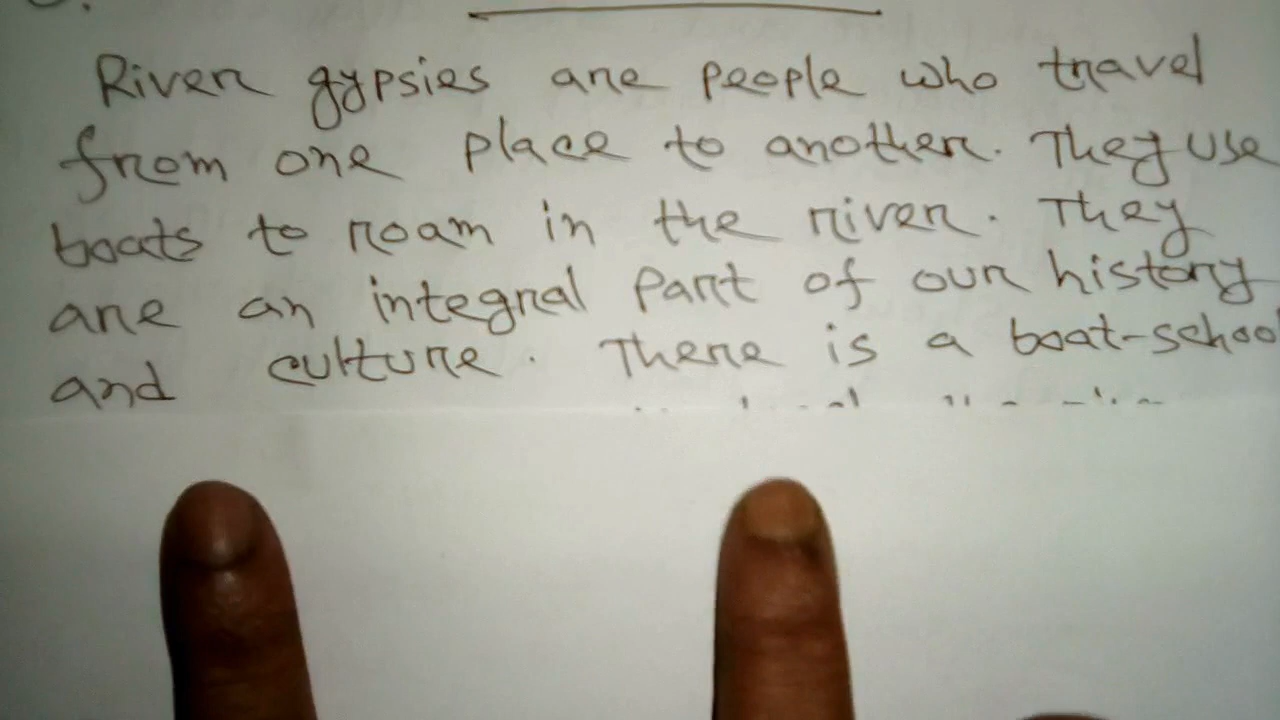 River gypsies are people who travel
from one place to another. They use
boats to roam in the river. They
are an integral part of our history
and culture. There is a boat-school